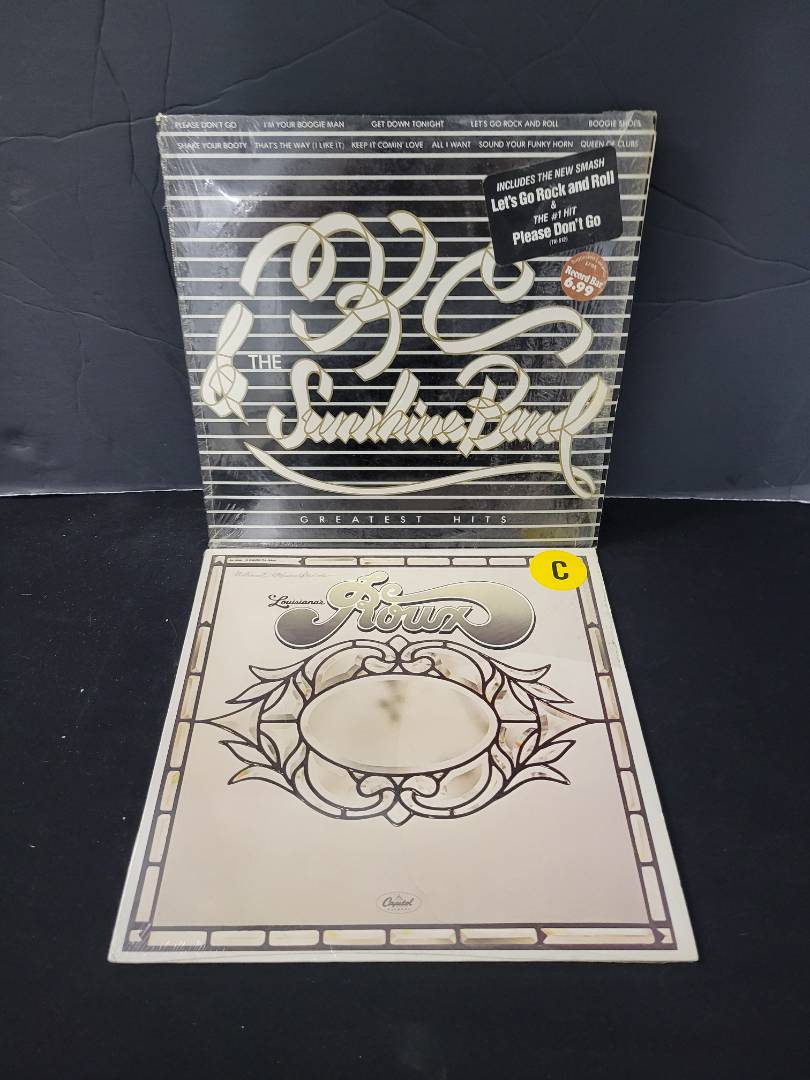 PLEASE DON'T GO I'M YOUR BOOGIE MAN GET DOWN TONIGHT LET'S GO ROCK AND ROLL BOOGIE SHOES
SHAKE YOUR BOOTY THAT'S THE WAY (I LIKE IT) KEEP IT COMIN' LOVE ALL I WANT SOUND YOUR FUNKY HORN QUEEN OF CLUBS
INCLUDES THE NEW SMASH
Let's Go Rock and Roll
&
THE #1 HIT
Please Don't Go
Record Bar
6.99
KC
& THE
Sunshine Band
GREATEST HITS
C
Louisiana's
Roux
Capitol